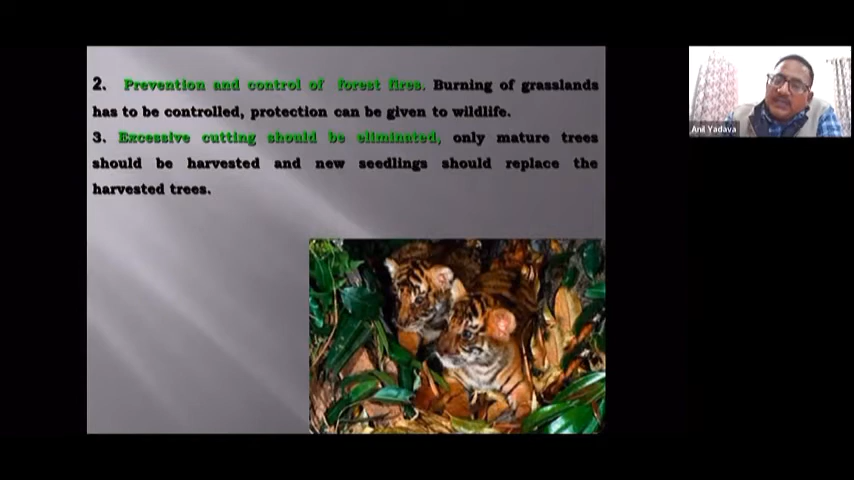 2. Prevention and control of forest fires. Burning of grasslands
has to be controlled, protection can be given to wildlife.
3. Excessive cutting should be eliminated, only mature trees
should be harvested and new seedlings should replace the
harvested trees.
Anil Yadava